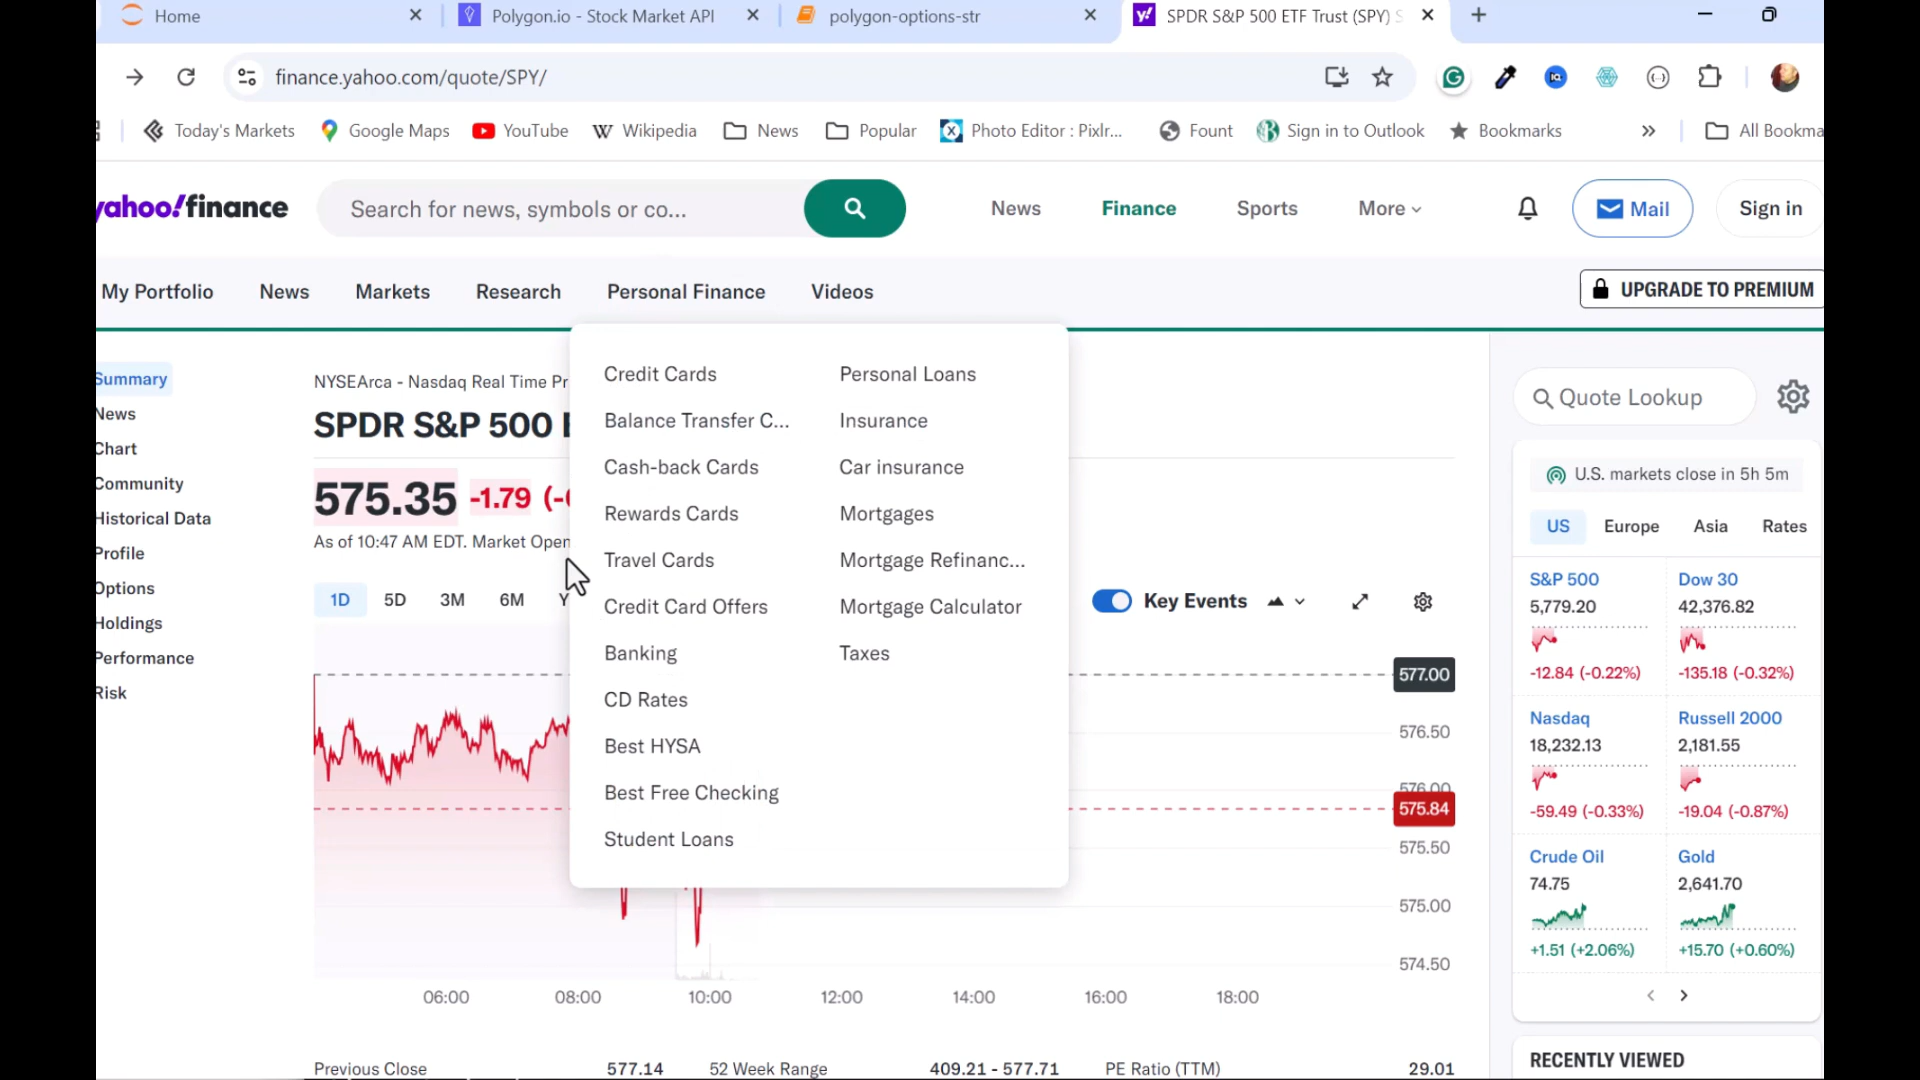 Home
Polygon.io - Stock Market API
polygon-options-str
SPDR S&P 500 ETF Trust (SPY) S
finance.yahoo.com/quote/SPY/
Today's Markets
Google Maps
YouTube
Wikipedia
News
Popular
Photo Editor : Pixlr...
Fount
Sign in to Outlook
Bookmarks
All Bookma
yahoo!finance
Search for news, symbols or co...
News
Finance
Sports
More
Mail
Sign in
My Portfolio
News
Markets
Research
Personal Finance
Videos
UPGRADE TO PREMIUM
Summary
News
Chart
Community
Historical Data
Profile
Options
Holdings
Performance
Risk
NYSEArca - Nasdaq Real Time Pr
SPDR S&P 500 E
575.35 -1.79 (-
As of 10:47 AM EDT. Market Open
1D 5D 3M 6M Y
Credit Cards
Balance Transfer C...
Cash-back Cards
Rewards Cards
Travel Cards
Credit Card Offers
Banking
CD Rates
Best HYSA
Best Free Checking
Student Loans
Personal Loans
Insurance
Car insurance
Mortgages
Mortgage Refinanc...
Mortgage Calculator
Taxes
Key Events
577.00
576.50
576.00
575.84
575.50
575.00
574.50
06:00 08:00 10:00 12:00 14:00 16:00 18:00
Previous Close 577.14
52 Week Range 409.21 - 577.71
PE Ratio (TTM) 29.01
Quote Lookup
U.S. markets close in 5h 5m
US Europe Asia Rates
S&P 500
5,779.20
-12.84 (-0.22%)
Dow 30
42,376.82
-135.18 (-0.32%)
Nasdaq
18,232.13
-59.49 (-0.33%)
Russell 2000
2,181.55
-19.04 (-0.87%)
Crude Oil
74.75
+1.51 (+2.06%)
Gold
2,641.70
+15.70 (+0.60%)
RECENTLY VIEWED